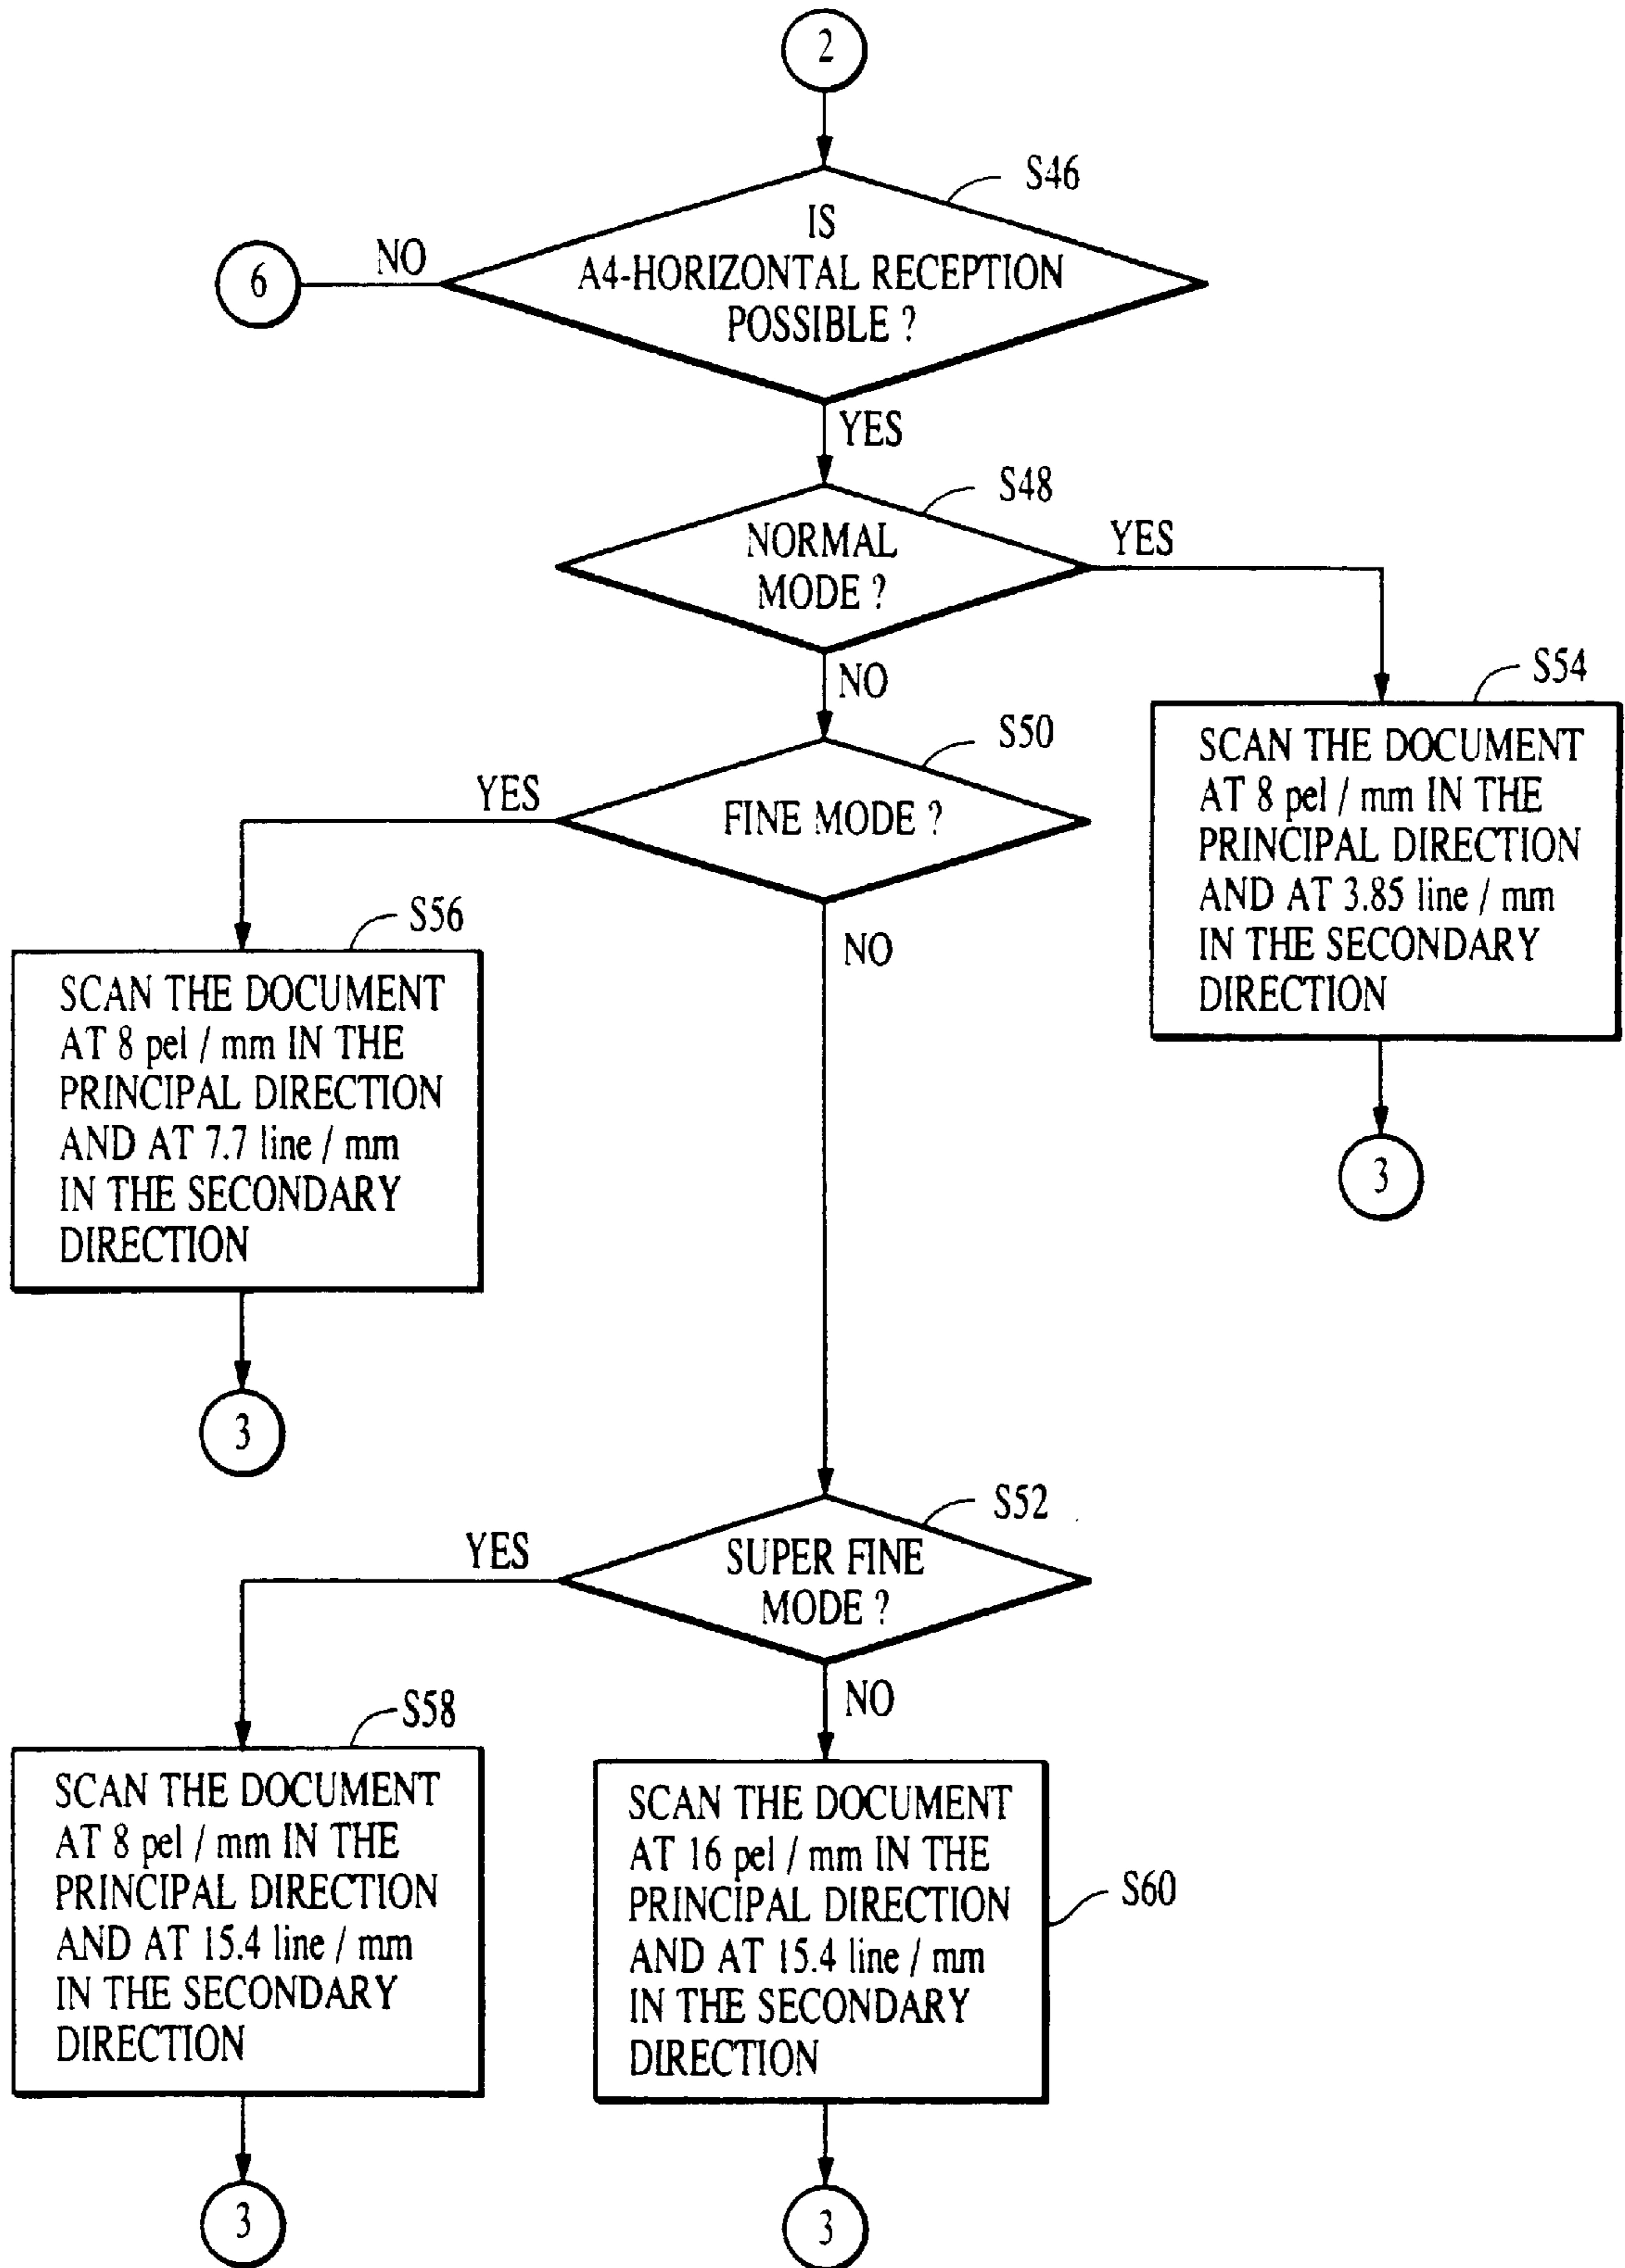 2
S46
IS
A4-HORIZONTAL RECEPTION
POSSIBLE ?
NO
6
YES
S48
NORMAL
MODE ?
YES
NO
S54
SCAN THE DOCUMENT
AT 8 pel / mm IN THE
PRINCIPAL DIRECTION
AND AT 3.85 line / mm
IN THE SECONDARY
DIRECTION
3
S50
FINE MODE ?
YES
NO
S56
SCAN THE DOCUMENT
AT 8 pel / mm IN THE
PRINCIPAL DIRECTION
AND AT 7.7 line / mm
IN THE SECONDARY
DIRECTION
3
S52
SUPER FINE
MODE ?
YES
NO
S58
SCAN THE DOCUMENT
AT 8 pel / mm IN THE
PRINCIPAL DIRECTION
AND AT 15.4 line / mm
IN THE SECONDARY
DIRECTION
3
SCAN THE DOCUMENT
AT 16 pel / mm IN THE
PRINCIPAL DIRECTION
AND AT 15.4 line / mm
IN THE SECONDARY
DIRECTION
S60
3